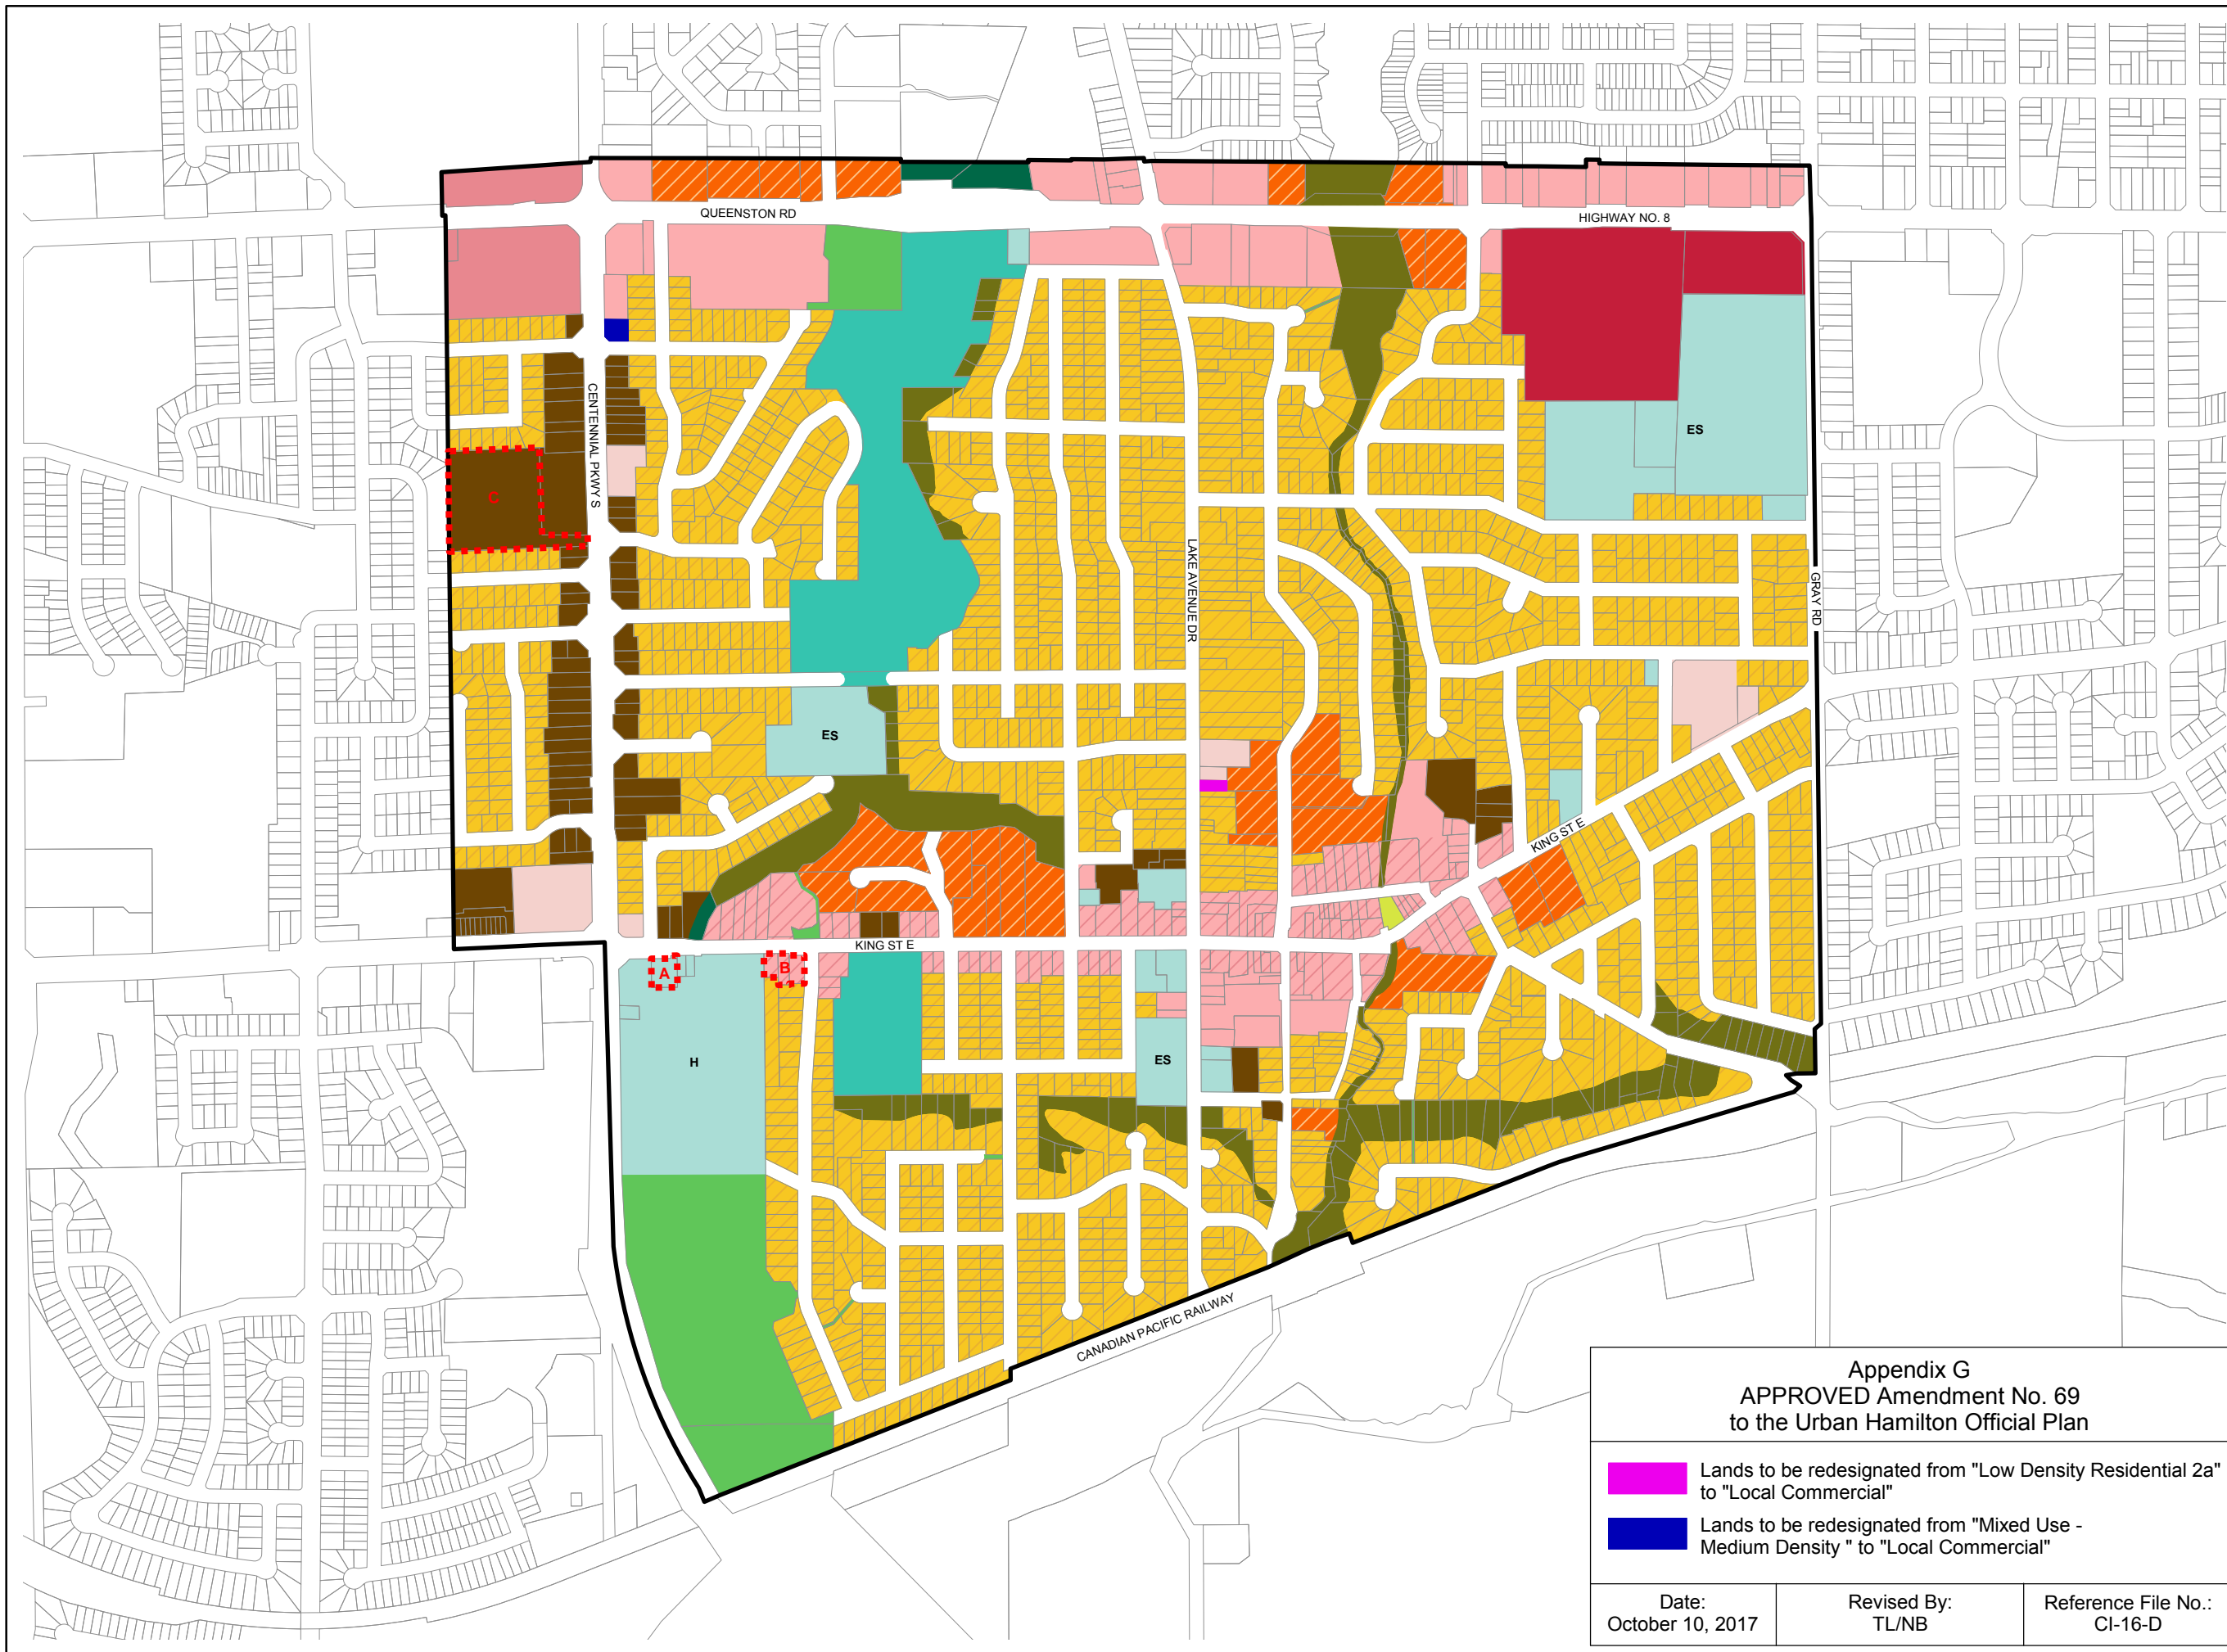 QUEENSTON RD
HIGHWAY NO. 8
CENTENNIAL PKWY S
ES
C
LAKE AVENUE DR
GRAY RD
ES
KING ST E
KING ST E
A
B
H
ES
CANADIAN PACIFIC RAILWAY
Appendix G
APPROVED Amendment No. 69
to the Urban Hamilton Official Plan
Lands to be redesignated from "Low Density Residential 2a"
to "Local Commercial"
Lands to be redesignated from "Mixed Use -
Medium Density " to "Local Commercial"
Date:
October 10, 2017
Revised By:
TL/NB
Reference File No.:
CI-16-D